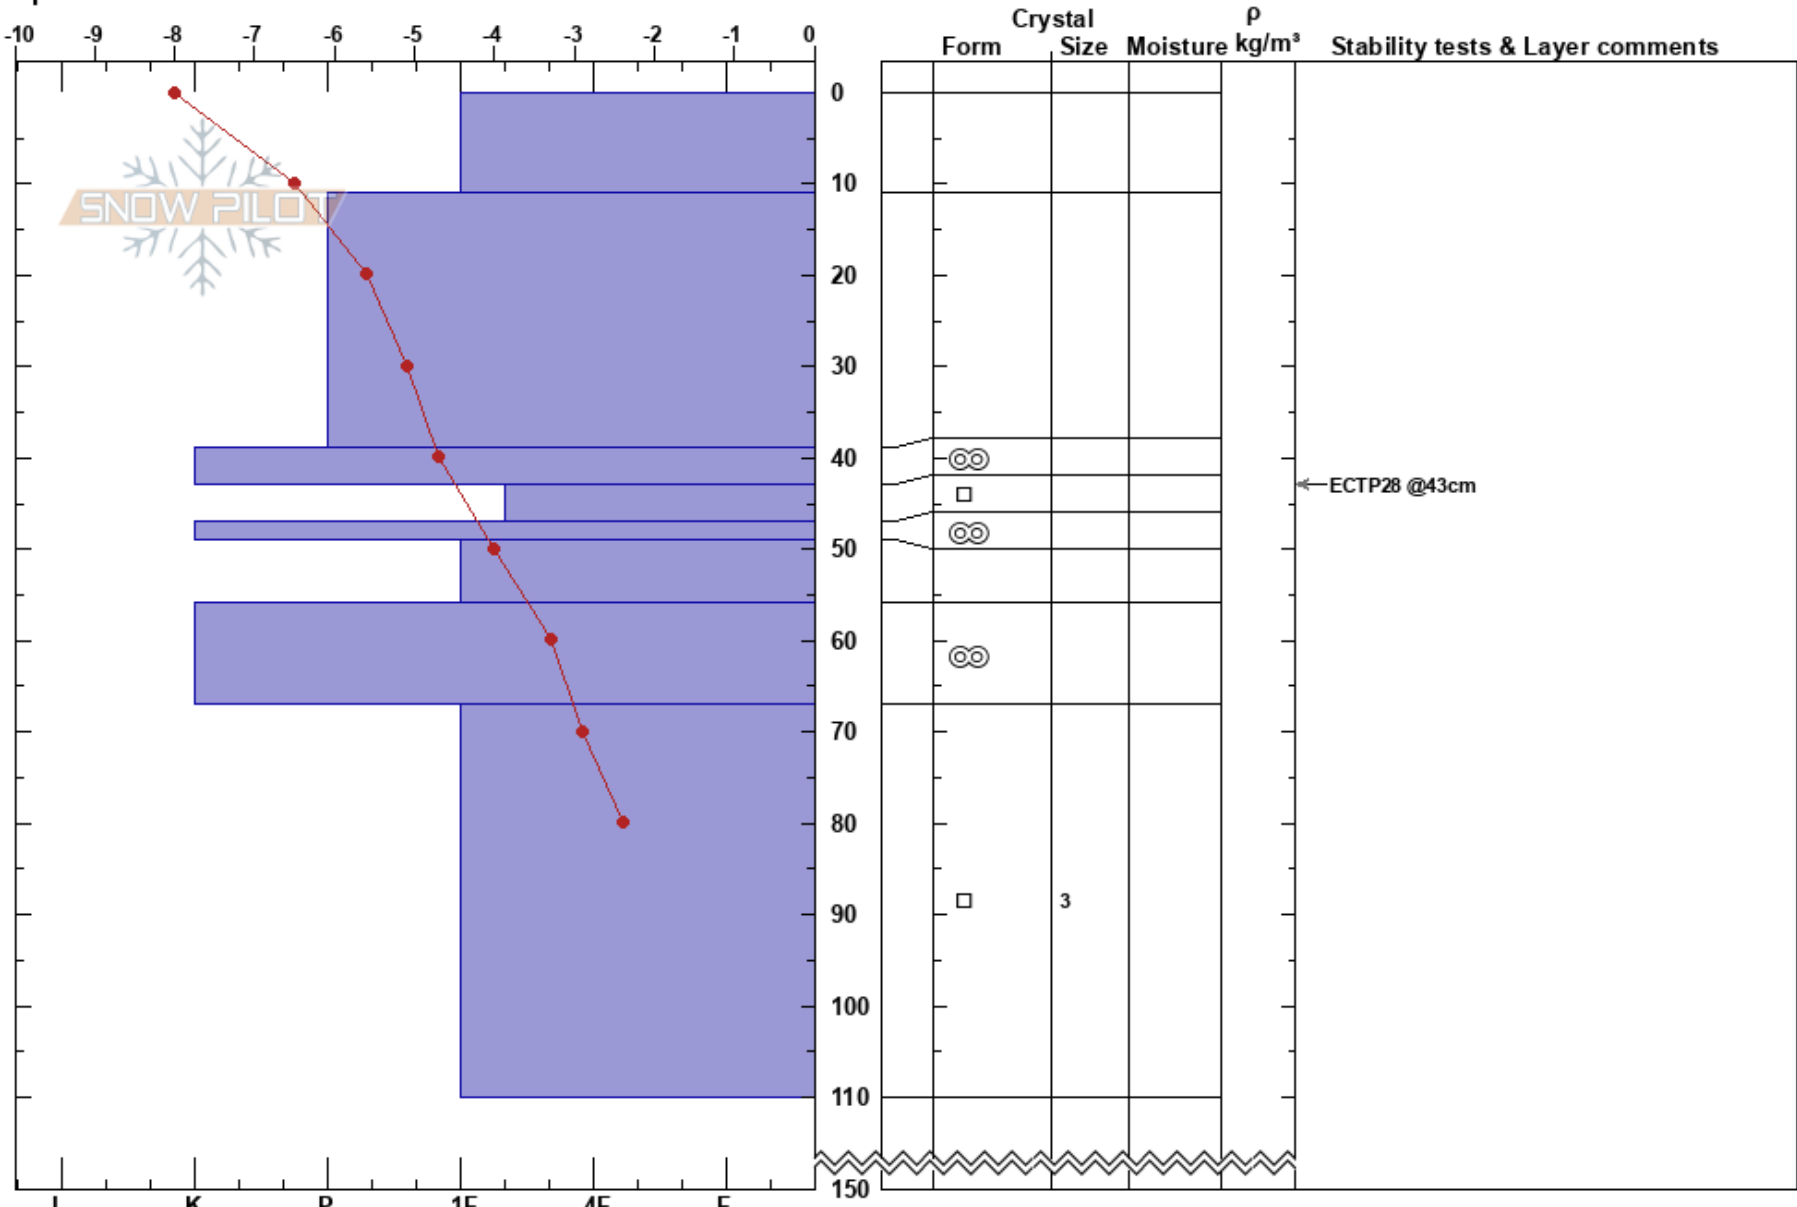 Crystal ρ
-10 -9 -8 -7 -6 -5 -4 -3 -2 -1 0
Form Size Moisture kg/m³ Stability tests & Layer comments
0
10
SNOW PILOT
20
30
40
ECTP28 @43cm
50
60
70
80
3
90
100
110
150
K P 1F 4F F